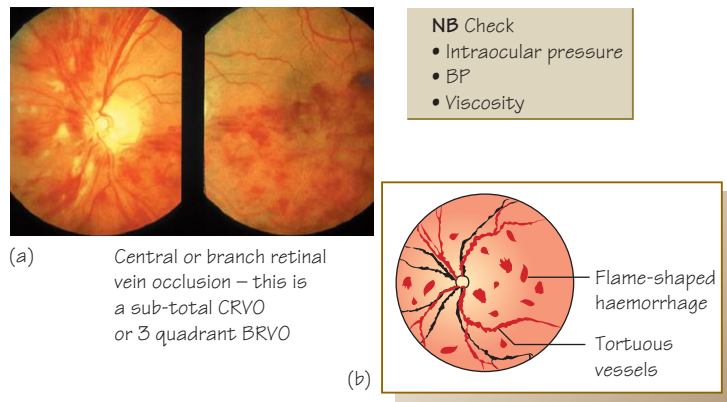 NB Check
• Intraocular pressure
• BP
• Viscosity
(a)
Central or branch retinal
vein occlusion – this is
a sub-total CRVO
or 3 quadrant BRVO
Flame-shaped
haemorrhage
Tortuous
vessels
(b)